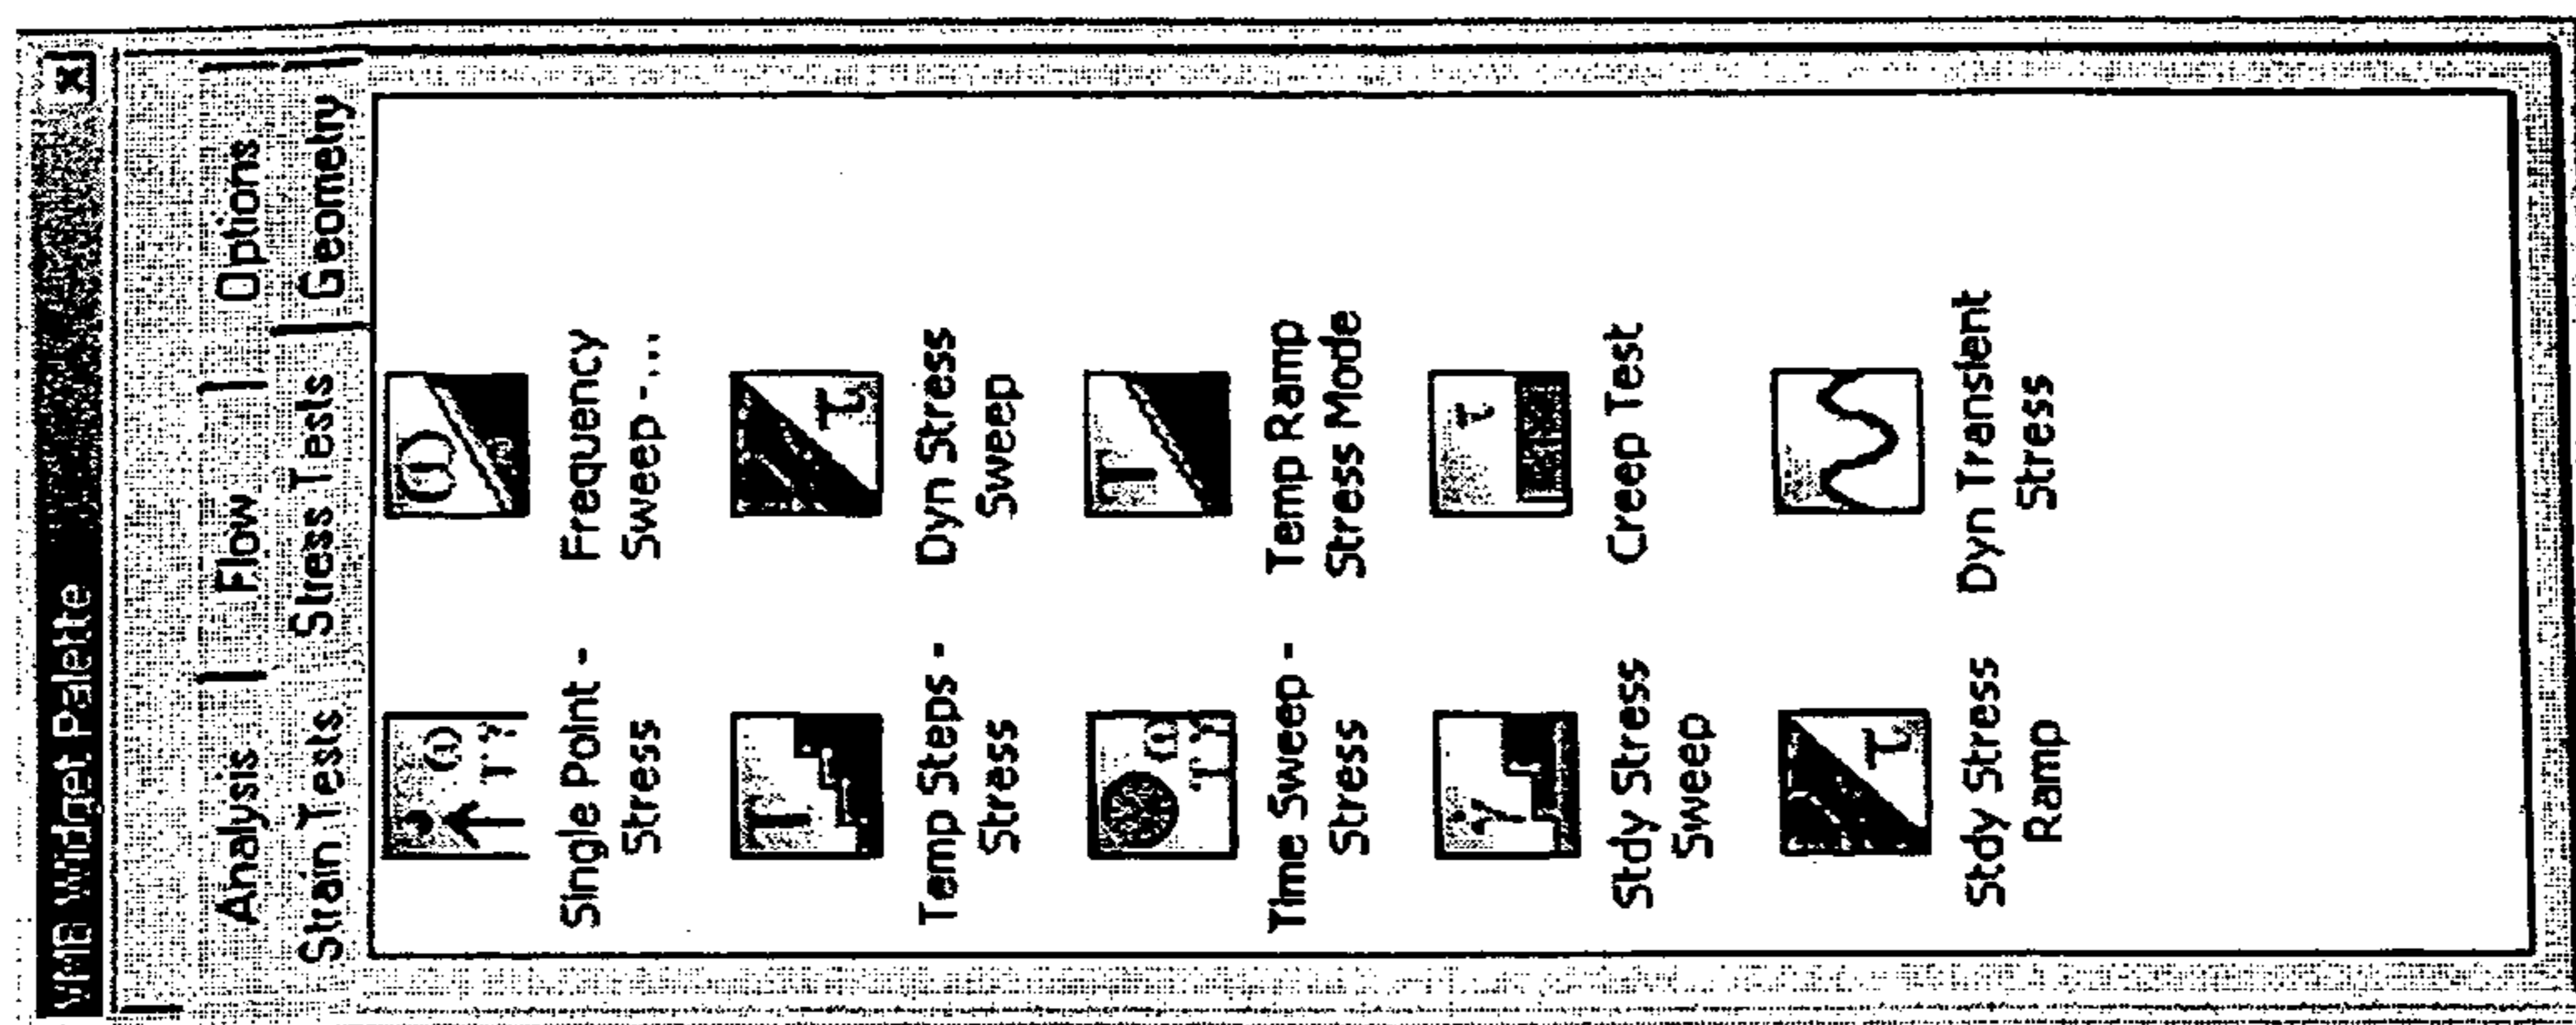 VMB Widget Palette
Analysis Flow Options
Strain Tests Stress Tests Geometry
ω
T γ
ω
Single Point -
Stress
Frequency
Sweep -...
T
τ
Temp Steps -
Stress
Dyn Stress
Sweep
ω
T γ
T
Time Sweep -
Stress
Temp Ramp
Stress Mode
γ
τ
Stdy Stress
Sweep
Creep Test
τ
Stdy Stress
Ramp
Dyn Transient
Stress